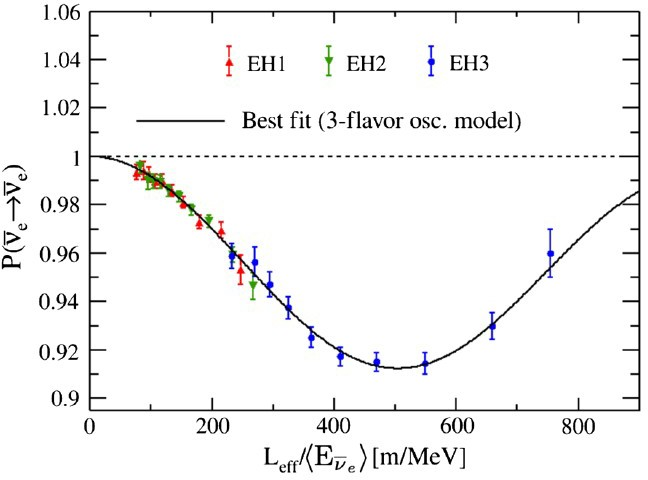 1.06
1.04
EH1 EH2 EH3
1.02
Best fit (3-flavor osc. model)
1
0.98
0.96
0.94
0.92
0.9
P(ν̅e→ν̅e)
0 200 400 600 800
Leff/⟨Eν̅e⟩ [m/MeV]